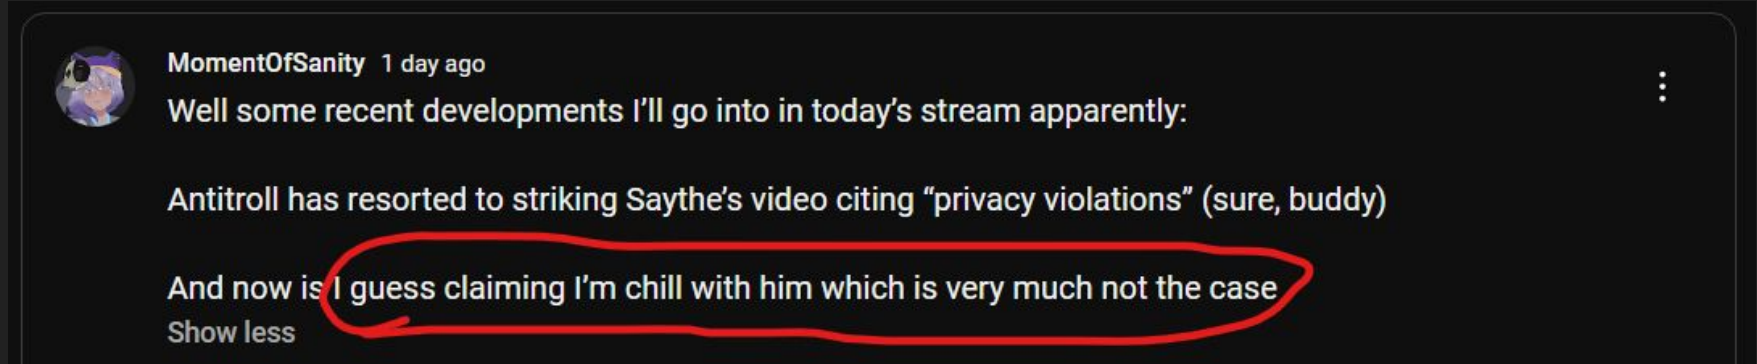 MomentOfSanity 1 day ago
Well some recent developments I’ll go into in today’s stream apparently:
Antitroll has resorted to striking Saythe’s video citing “privacy violations” (sure, buddy)
And now is I guess claiming I’m chill with him which is very much not the case
Show less